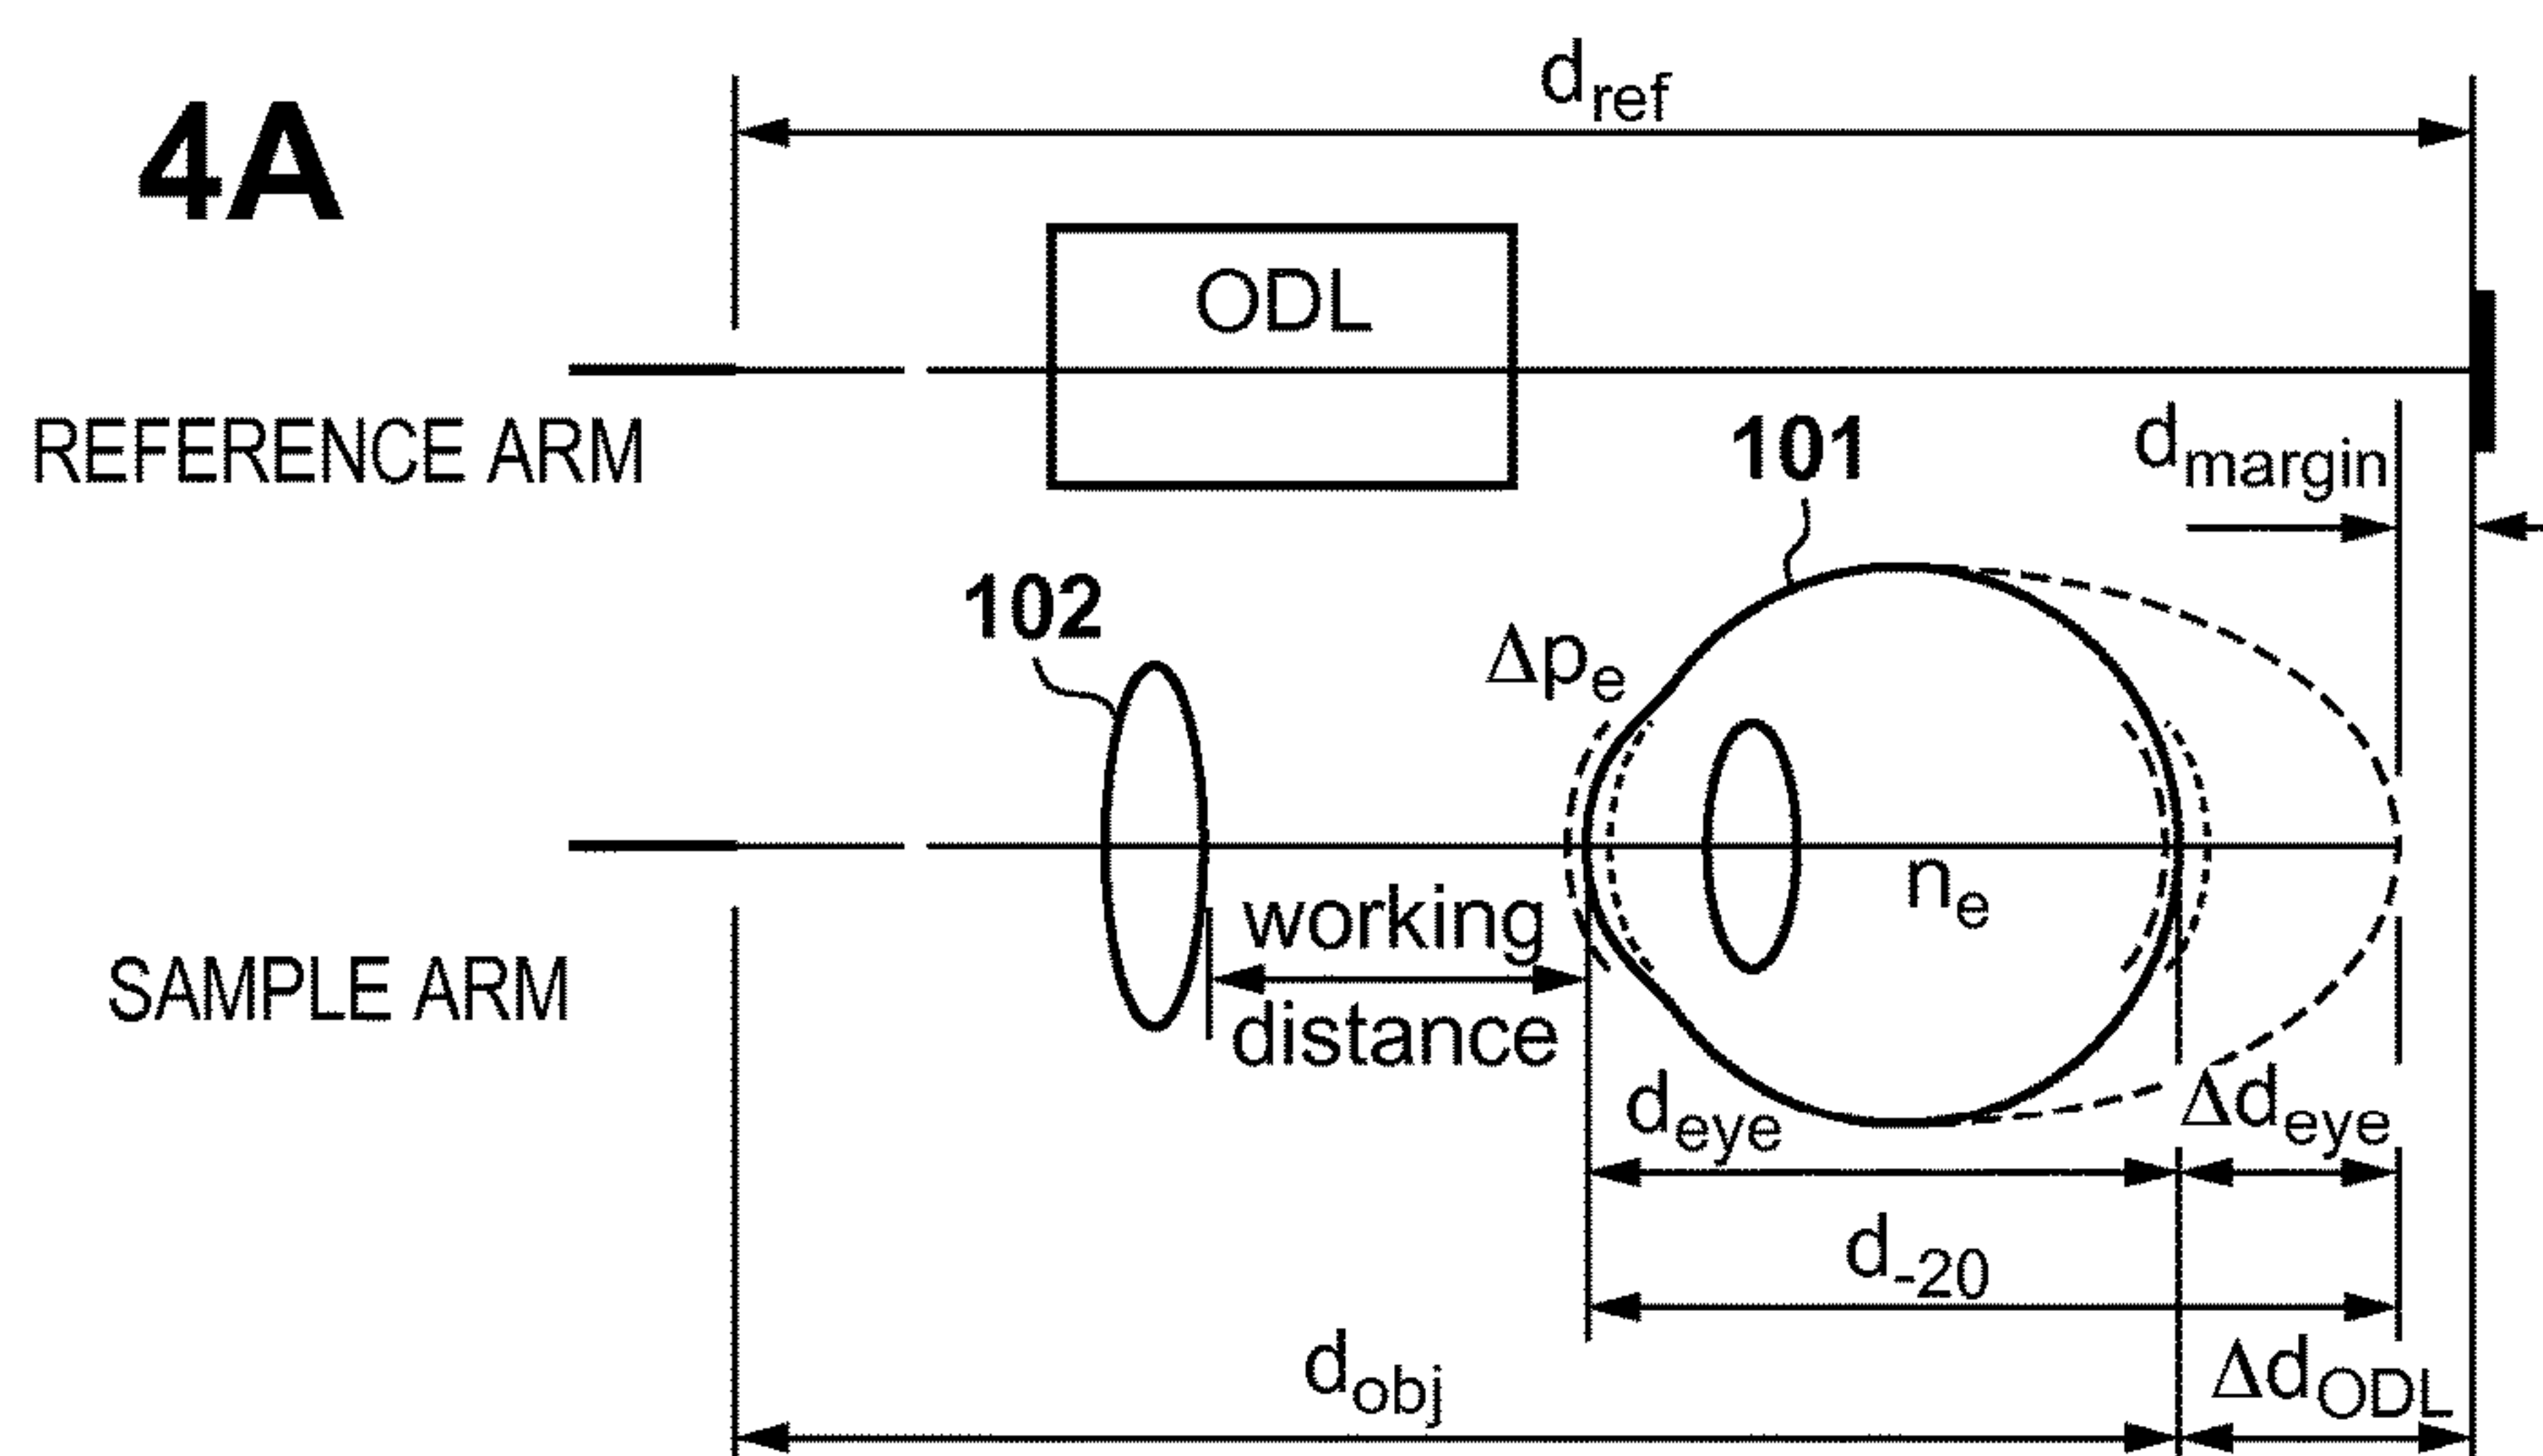 4A
d_ref
ODL
REFERENCE ARM
d_margin
101
102
Δp_e
n_e
working
distance
SAMPLE ARM
d_eye
Δd_eye
d_-20
d_obj
Δd_ODL